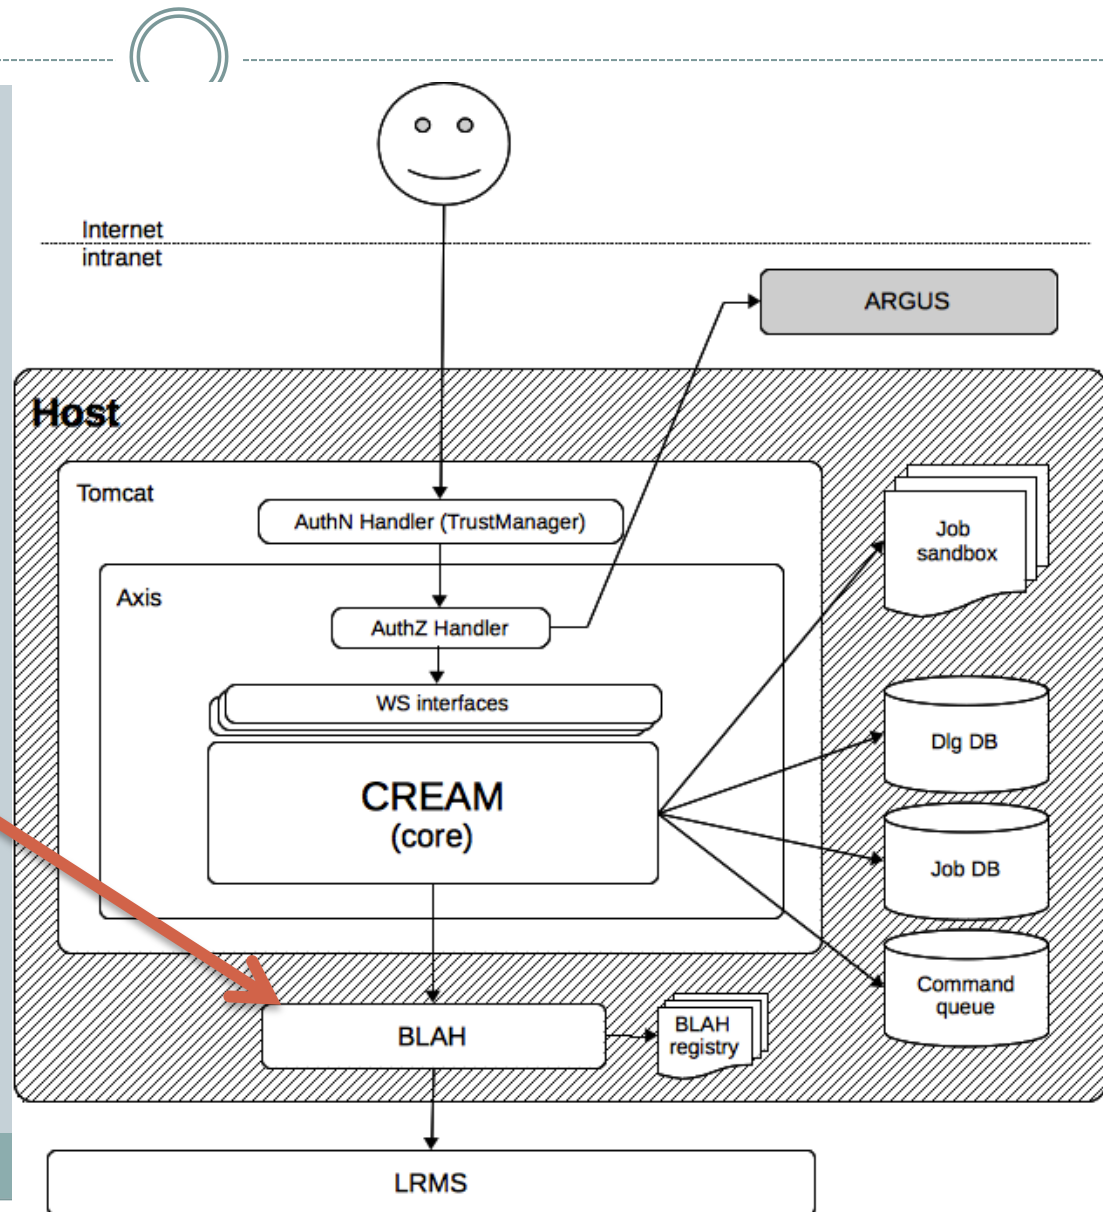 Internet
intranet
ARGUS
Host
Tomcat
AuthN Handler (TrustManager)
Axis
AuthZ Handler
WS interfaces
CREAM
(core)
Job
sandbox
Dlg DB
Job DB
Command
queue
BLAH
BLAH
registry
LRMS